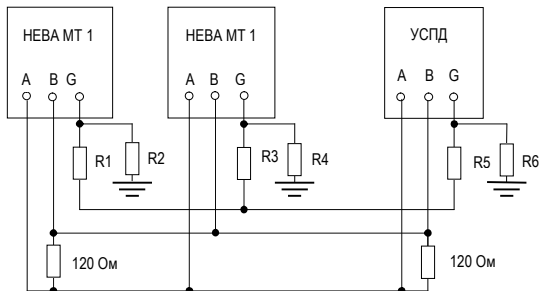 НЕВА МТ 1
НЕВА МТ 1
УСПД
A B G
A B G
A B G
R1
R2
R3
R4
R5
R6
120 Ом
120 Ом